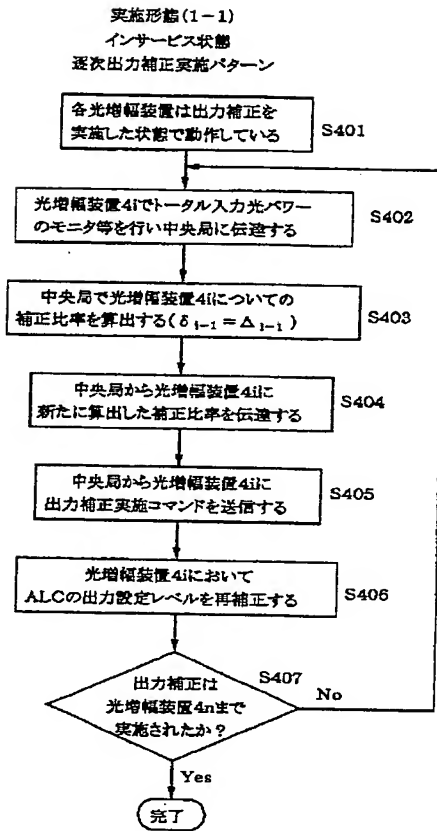 実施形態(1-1)
インサービス状態
逐次出力補正実施パターン
各光増幅装置は出力補正を
実施した状態で動作している
S401
光増幅装置4iでトータル入力光パワー
のモニタ等を行い中央局に伝達する
S402
中央局で光増幅装置4iについての
補正比率を算出する(δi-1=Δi-1)
S403
中央局から光増幅装置4iに
新たに算出した補正比率を伝達する
S404
中央局から光増幅装置4iに
出力補正実施コマンドを送信する
S405
光増幅装置4iにおいて
ALCの出力設定レベルを再補正する
S406
出力補正は
光増幅装置4nまで
実施されたか?
S407
No
Yes
完了